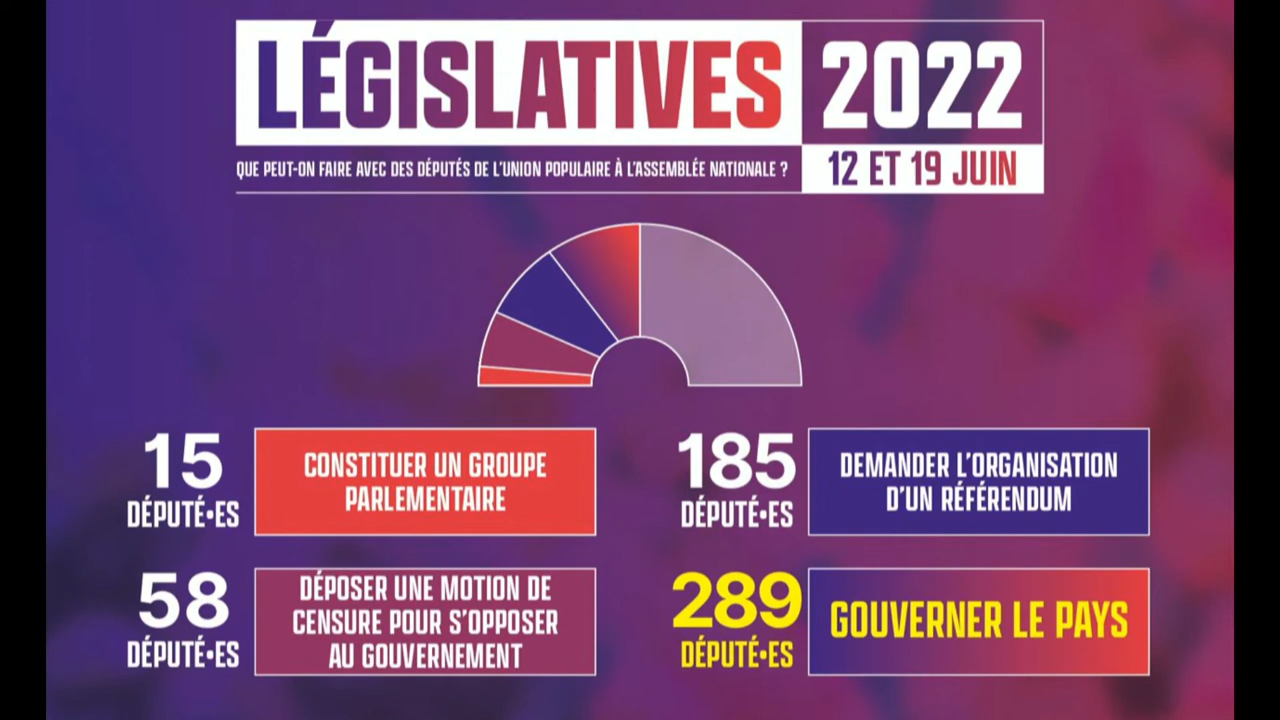 LÉGISLATIVES
2022
QUE PEUT-ON FAIRE AVEC DES DÉPUTÉS DE L'UNION POPULAIRE À L'ASSEMBLÉE NATIONALE ?
12 ET 19 JUIN
15
DÉPUTÉ•ES
CONSTITUER UN GROUPE
PARLEMENTAIRE
185
DÉPUTÉ•ES
DEMANDER L'ORGANISATION
D'UN RÉFÉRENDUM
58
DÉPUTÉ•ES
DÉPOSER UNE MOTION DE
CENSURE POUR S'OPPOSER
AU GOUVERNEMENT
289
DÉPUTÉ•ES
GOUVERNER LE PAYS